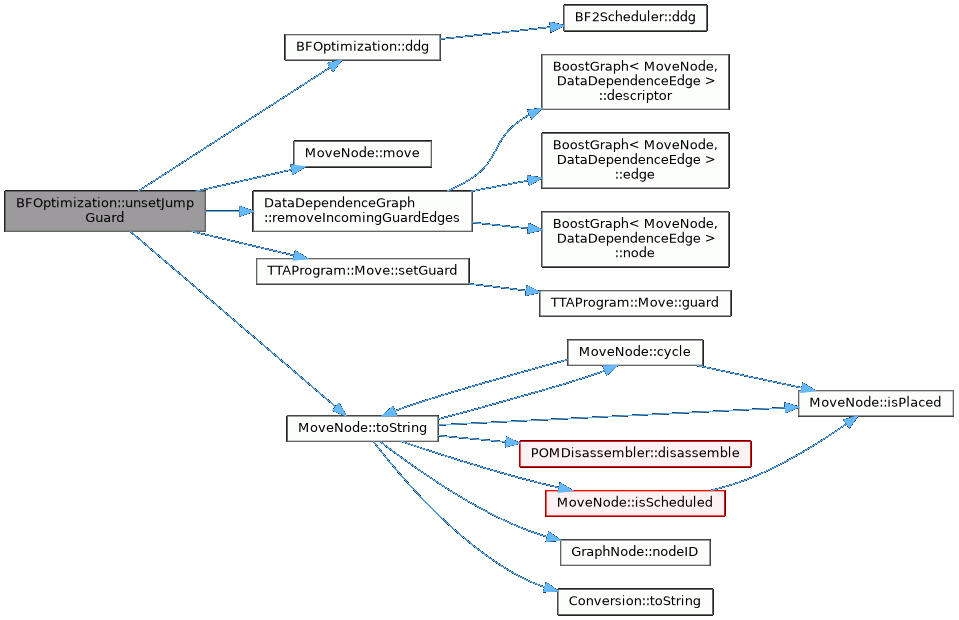 BF2Scheduler::ddg
BFOptimization::ddg
BoostGraph< MoveNode,
DataDependenceEdge >
::descriptor
MoveNode::move
BoostGraph< MoveNode,
DataDependenceEdge >
::edge
BFOptimization::unsetJump
Guard
DataDependenceGraph
::removeIncomingGuardEdges
BoostGraph< MoveNode,
DataDependenceEdge >
::node
TTAProgram::Move::setGuard
TTAProgram::Move::guard
MoveNode::cycle
MoveNode::isPlaced
MoveNode::toString
POMDisassembler::disassemble
MoveNode::isScheduled
GraphNode::nodeID
Conversion::toString